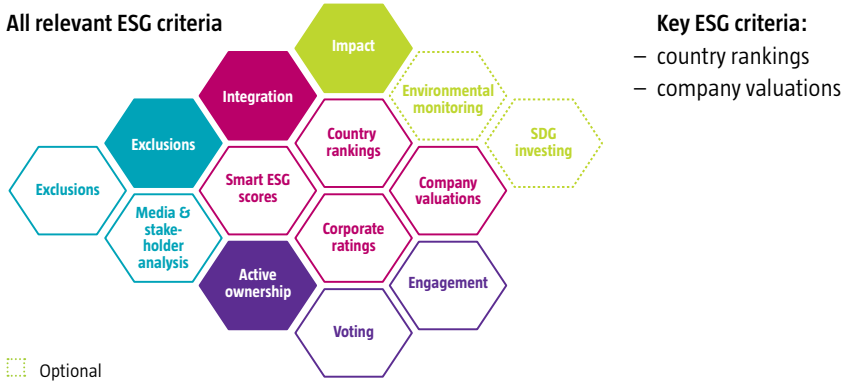 All relevant ESG criteria
Key ESG criteria:
– country rankings
– company valuations
Impact
Integration
Environmental
monitoring
Exclusions
Country
rankings
SDG
investing
Exclusions
Smart ESG
scores
Company
valuations
Media &
stake-
holder
analysis
Corporate
ratings
Active
ownership
Engagement
Voting
Optional